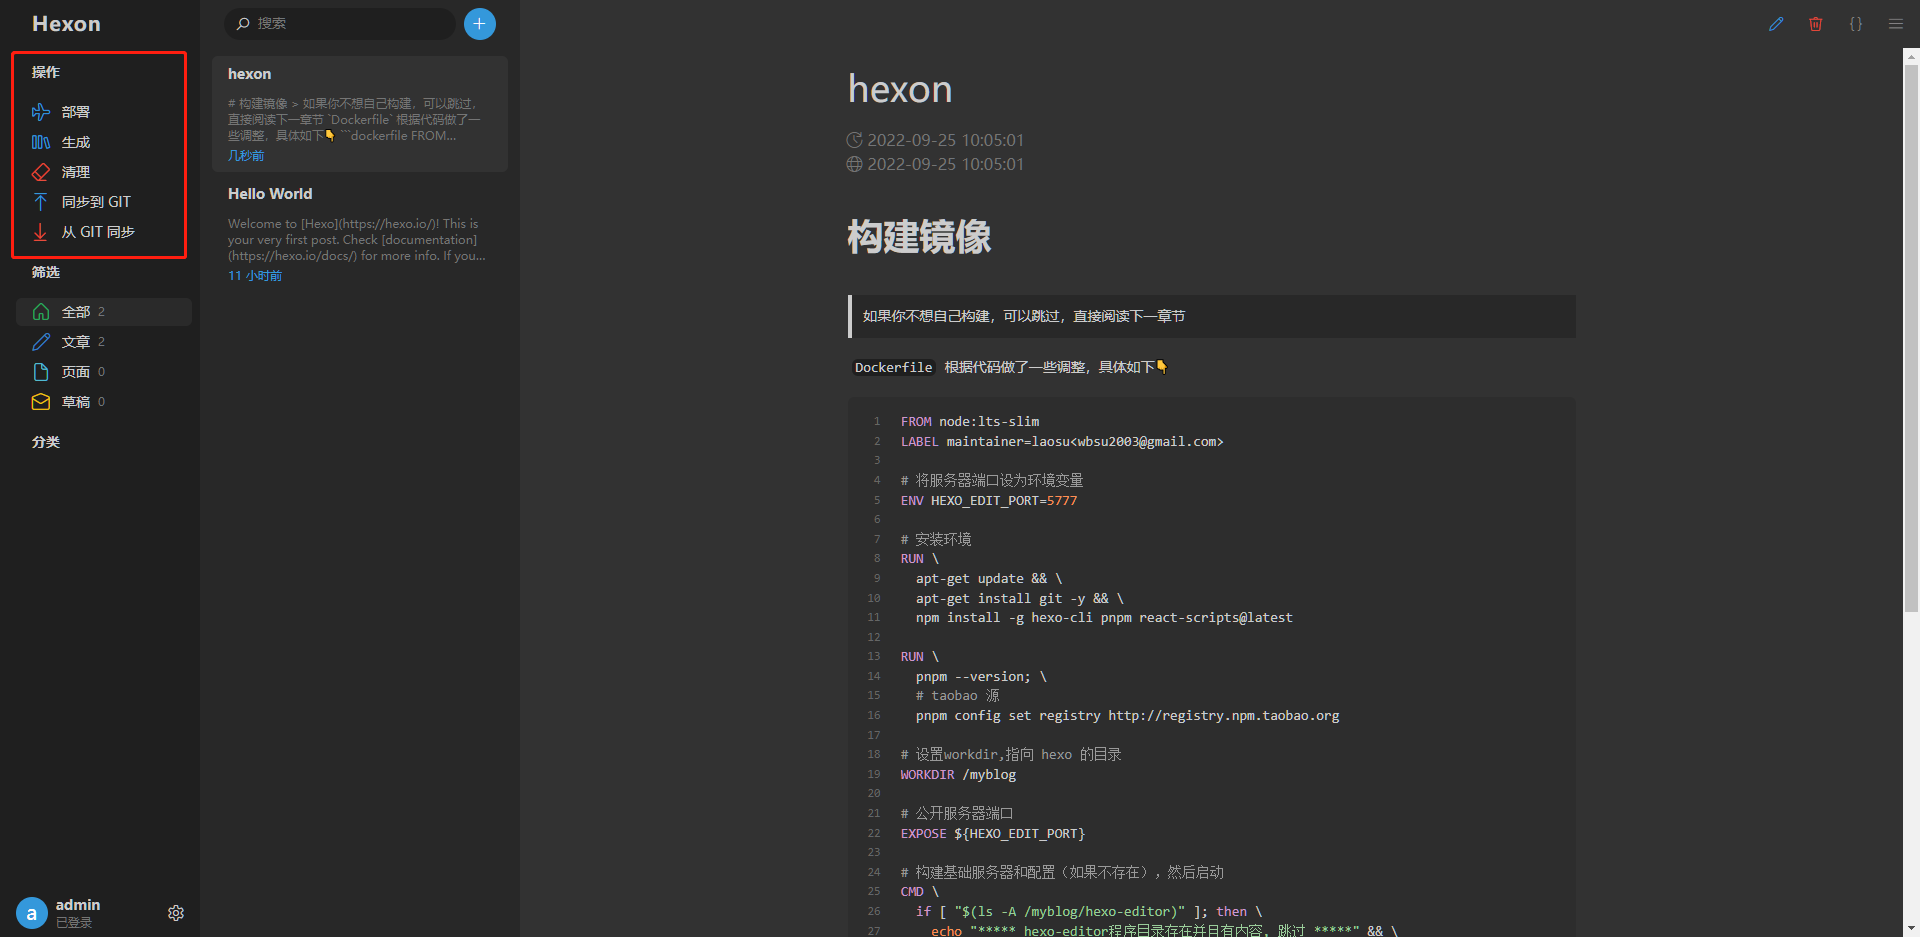 Hexon
操作
部署
生成
清理
同步到 GIT
从 GIT 同步
筛选
全部 2
文章 2
页面 0
草稿 0
分类
a
admin
已登录
搜索
hexon
# 构建镜像 > 如果你不想自己构建，可以跳过，
直接阅读下一章节 `Dockerfile` 根据代码做了一
些调整，具体如下👇 ```dockerfile FROM...
几秒前
Hello World
Welcome to [Hexo](https://hexo.io/)! This is
your very first post. Check [documentation]
(https://hexo.io/docs/) for more info. If you...
11 小时前
hexon
2022-09-25 10:05:01
2022-09-25 10:05:01
构建镜像
如果你不想自己构建，可以跳过，直接阅读下一章节
Dockerfile 根据代码做了一些调整，具体如下👇
1 FROM node:lts-slim
2 LABEL maintainer=laosu<wbsu2003@gmail.com>
3
4 # 将服务器端口设为环境变量
5 ENV HEXO_EDIT_PORT=5777
6
7 # 安装环境
8 RUN \
9 apt-get update && \
10 apt-get install git -y && \
11 npm install -g hexo-cli pnpm react-scripts@latest
12
13 RUN \
14 pnpm --version; \
15 # taobao 源
16 pnpm config set registry http://registry.npm.taobao.org
17
18 # 设置workdir,指向 hexo 的目录
19 WORKDIR /myblog
20
21 # 公开服务器端口
22 EXPOSE ${HEXO_EDIT_PORT}
23
24 # 构建基础服务器和配置（如果不存在），然后启动
25 CMD \
26 if [ "$(ls -A /myblog/hexo-editor)" ]; then \
27 echo "***** hexo-editor程序目录存在并且有内容，跳过 *****" && \